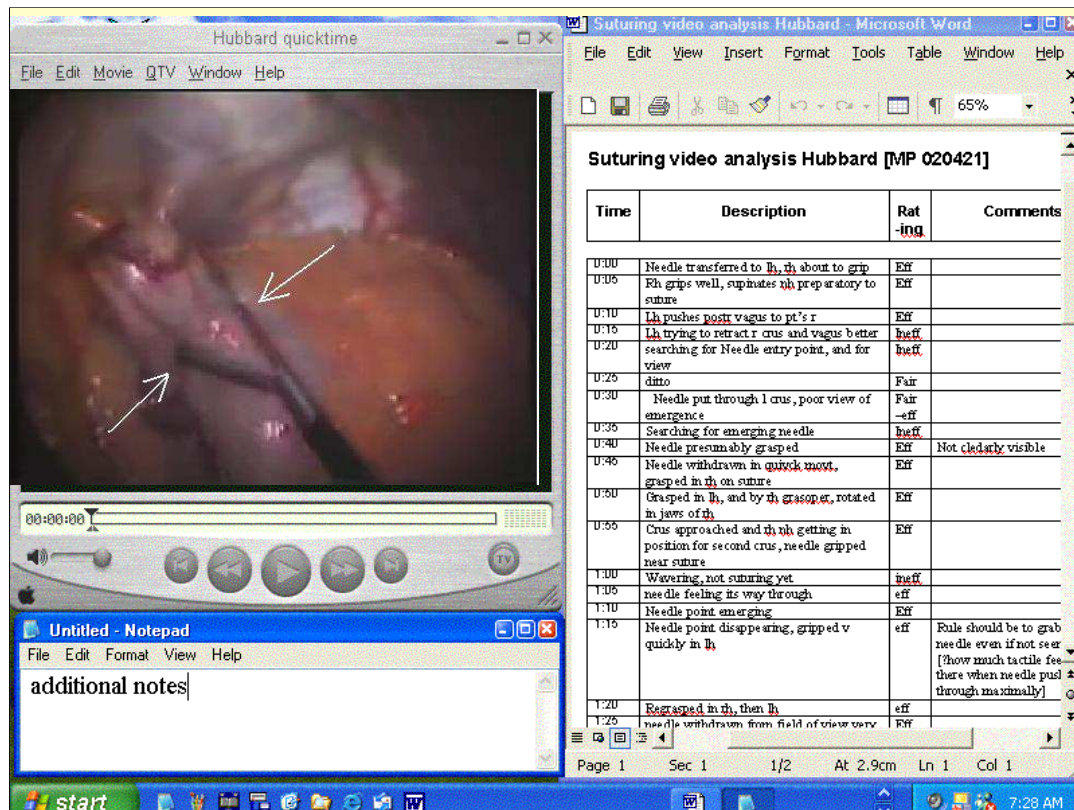 Hubbard quicktime
File Edit Movie QTV Window Help
00:00:00
TV
Untitled - Notepad
File Edit Format View Help
additional notes
Suturing video analysis Hubbard - Microsoft Word
File Edit View Insert Format Tools Table Window Help
65%
Suturing video analysis Hubbard [MP 020421]
Time Description Rat Comments
-ing
0:00 Needle transferred to lh, rh about to grip Eff
0:05 Rh grips well, supinates nh preparatory to Eff
suture
0:10 Lh pushes postr vagus to pt's r Eff
0:15 Lh trying to retract r crus and vagus better Ineff
0:20 searching for Needle entry point, and for Ineff
view
0:25 ditto Fair
0:30 Needle put through l crus, poor view of Fair
emergence –eff
0:35 Searching for emerging needle Ineff
0:40 Needle presumably grasped Eff Not cledarly visible
0:45 Needle withdrawn in quiyck movt, Eff
grasped in rh on suture
0:50 Grasped in lh, and by rh grasoper, rotated Eff
in jaws of rh
0:55 Crus approached and rh nh getting in Eff
position for second crus, needle gripped
near suture
1:00 Wavering, not suturing yet ineff
1:05 needle feeling its way through eff
1:10 Needle point emerging Eff
1:15 Needle point disappearing, gripped v eff Rule should be to grab
quickly in lh needle even if not seer
[?how much tactile fee
there when needle pus
through maximally]
1:20 Regrasped in rh, then lh eff
1:25 needle withdrawn from field of view very Eff
Page 1 Sec 1 1/2 At 2.9cm Ln 1 Col 1
start 7:28 AM